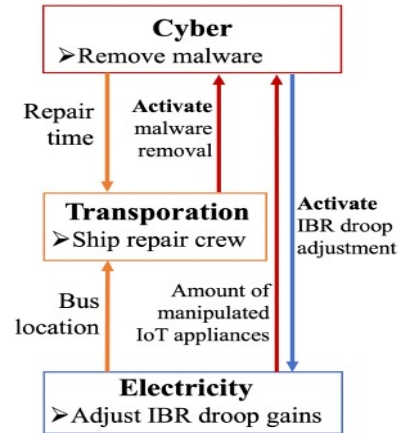 Cyber
➢Remove malware
Repair
time
Activate
malware
removal
Activate
IBR droop
adjustment
Transporation
➢Ship repair crew
Bus
location
Amount of
manipulated
IoT appliances
Electricity
➢Adjust IBR droop gains